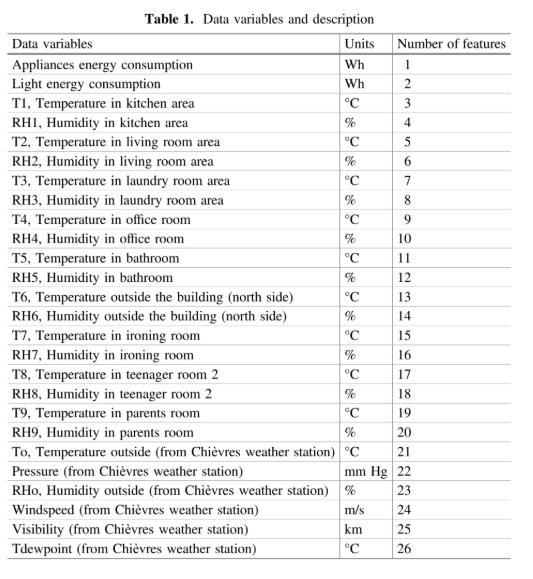 Table 1. Data variables and description
Data variables Units Number of features
Appliances energy consumption Wh 1
Light energy consumption Wh 2
T1, Temperature in kitchen area °C 3
RH1, Humidity in kitchen area % 4
T2, Temperature in living room area °C 5
RH2, Humidity in living room area % 6
T3, Temperature in laundry room area °C 7
RH3, Humidity in laundry room area % 8
T4, Temperature in office room °C 9
RH4, Humidity in office room % 10
T5, Temperature in bathroom °C 11
RH5, Humidity in bathroom % 12
T6, Temperature outside the building (north side) °C 13
RH6, Humidity outside the building (north side) % 14
T7, Temperature in ironing room °C 15
RH7, Humidity in ironing room % 16
T8, Temperature in teenager room 2 °C 17
RH8, Humidity in teenager room 2 % 18
T9, Temperature in parents room °C 19
RH9, Humidity in parents room % 20
To, Temperature outside (from Chièvres weather station) °C 21
Pressure (from Chièvres weather station) mm Hg 22
RHo, Humidity outside (from Chièvres weather station) % 23
Windspeed (from Chièvres weather station) m/s 24
Visibility (from Chièvres weather station) km 25
Tdewpoint (from Chièvres weather station) °C 26